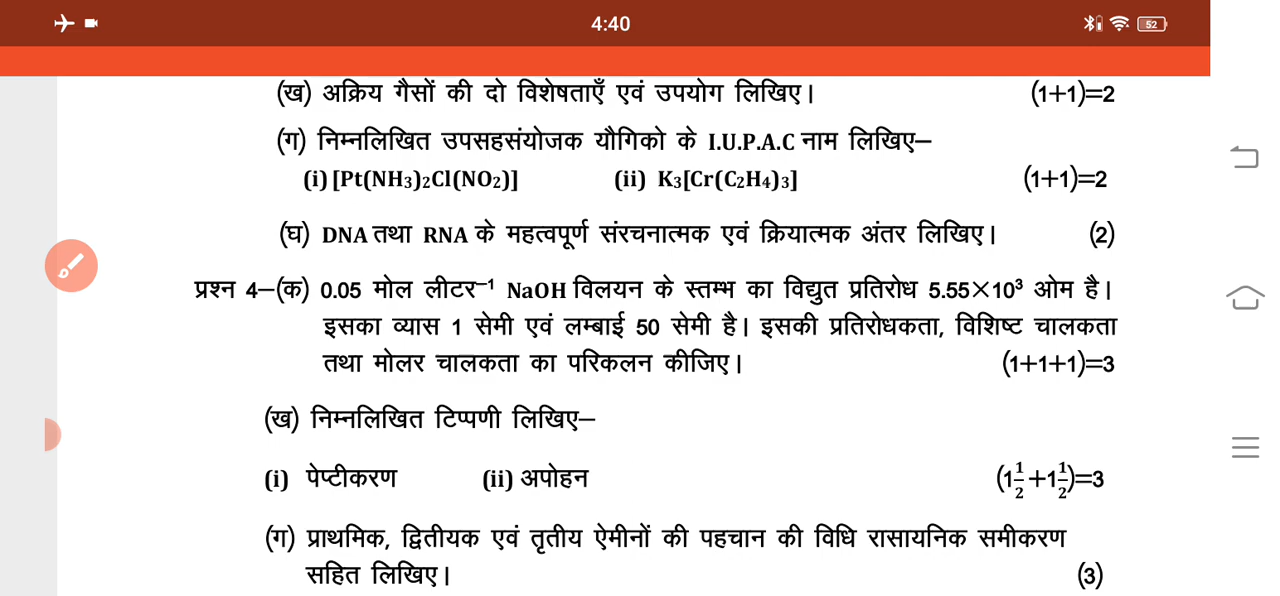 4:40
52
(ख) अक्रिय गैसों की दो विशेषताएँ एवं उपयोग लिखिए। (1+1)=2
(ग) निम्नलिखित उपसहसंयोजक यौगिको के I.U.P.A.C नाम लिखिए–
(i) [Pt(NH₃)₂Cl(NO₂)] (ii) K₃[Cr(C₂H₄)₃] (1+1)=2
(घ) DNA तथा RNA के महत्वपूर्ण संरचनात्मक एवं क्रियात्मक अंतर लिखिए। (2)
प्रश्न 4–(क) 0.05 मोल लीटर⁻¹ NaOH विलयन के स्तम्भ का विद्युत प्रतिरोध 5.55×10³ ओम है।
इसका व्यास 1 सेमी एवं लम्बाई 50 सेमी है। इसकी प्रतिरोधकता, विशिष्ट चालकता
तथा मोलर चालकता का परिकलन कीजिए। (1+1+1)=3
(ख) निम्नलिखित टिप्पणी लिखिए–
(i) पेप्टीकरण (ii) अपोहन (1½+1½)=3
(ग) प्राथमिक, द्वितीयक एवं तृतीय ऐमीनों की पहचान की विधि रासायनिक समीकरण
सहित लिखिए। (3)